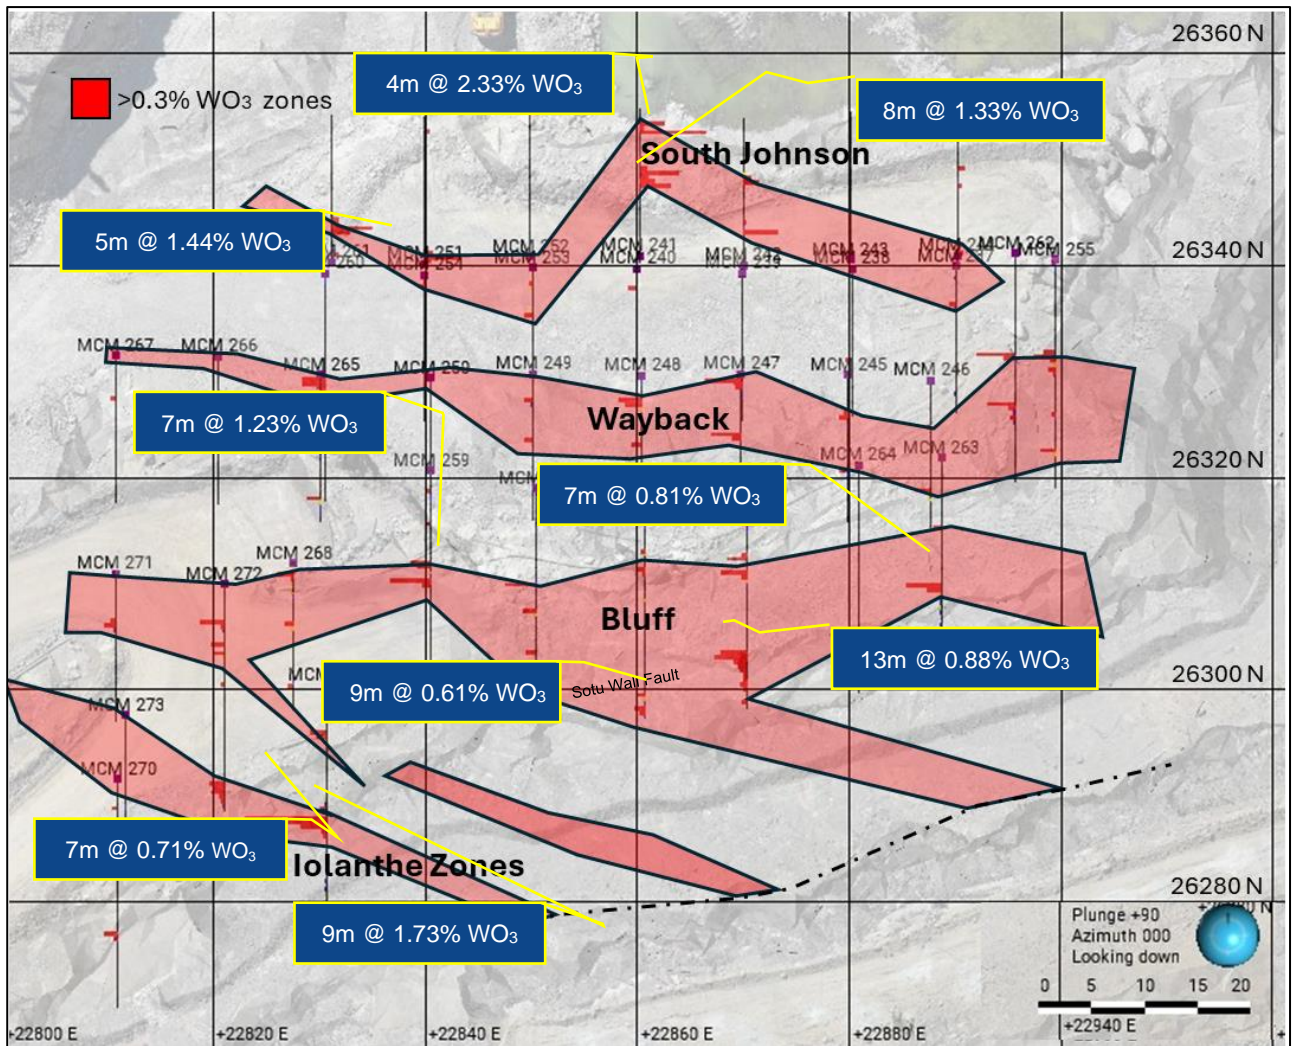 26360 N
4m @ 2.33% WO₃
>0.3% WO₃ zones
8m @ 1.33% WO₃
South Johnson
5m @ 1.44% WO₃
MCM 252
MCM 253
MCM 241
MCM 240
MCM 243
MCM 262
255
26340 N
MCM 267
MCM 266
MCM 265
MCM 249
MCM 248
MCM 247
MCM 245
MCM 246
7m @ 1.23% WO₃
Wayback
MCM 259
MCM 264
MCM 263
26320 N
7m @ 0.81% WO₃
MCM 271
MCM 272
MCM 268
Bluff
13m @ 0.88% WO₃
9m @ 0.61% WO₃
Sotu Wall Fault
26300 N
MCM 273
MCM 270
7m @ 0.71% WO₃
Iolanthe Zones
26280 N
9m @ 1.73% WO₃
Plunge +90
Azimuth 000
Looking down
0 5 10 15 20
+22800 E +22820 E +22840 E +22860 E +22880 E +22940 E